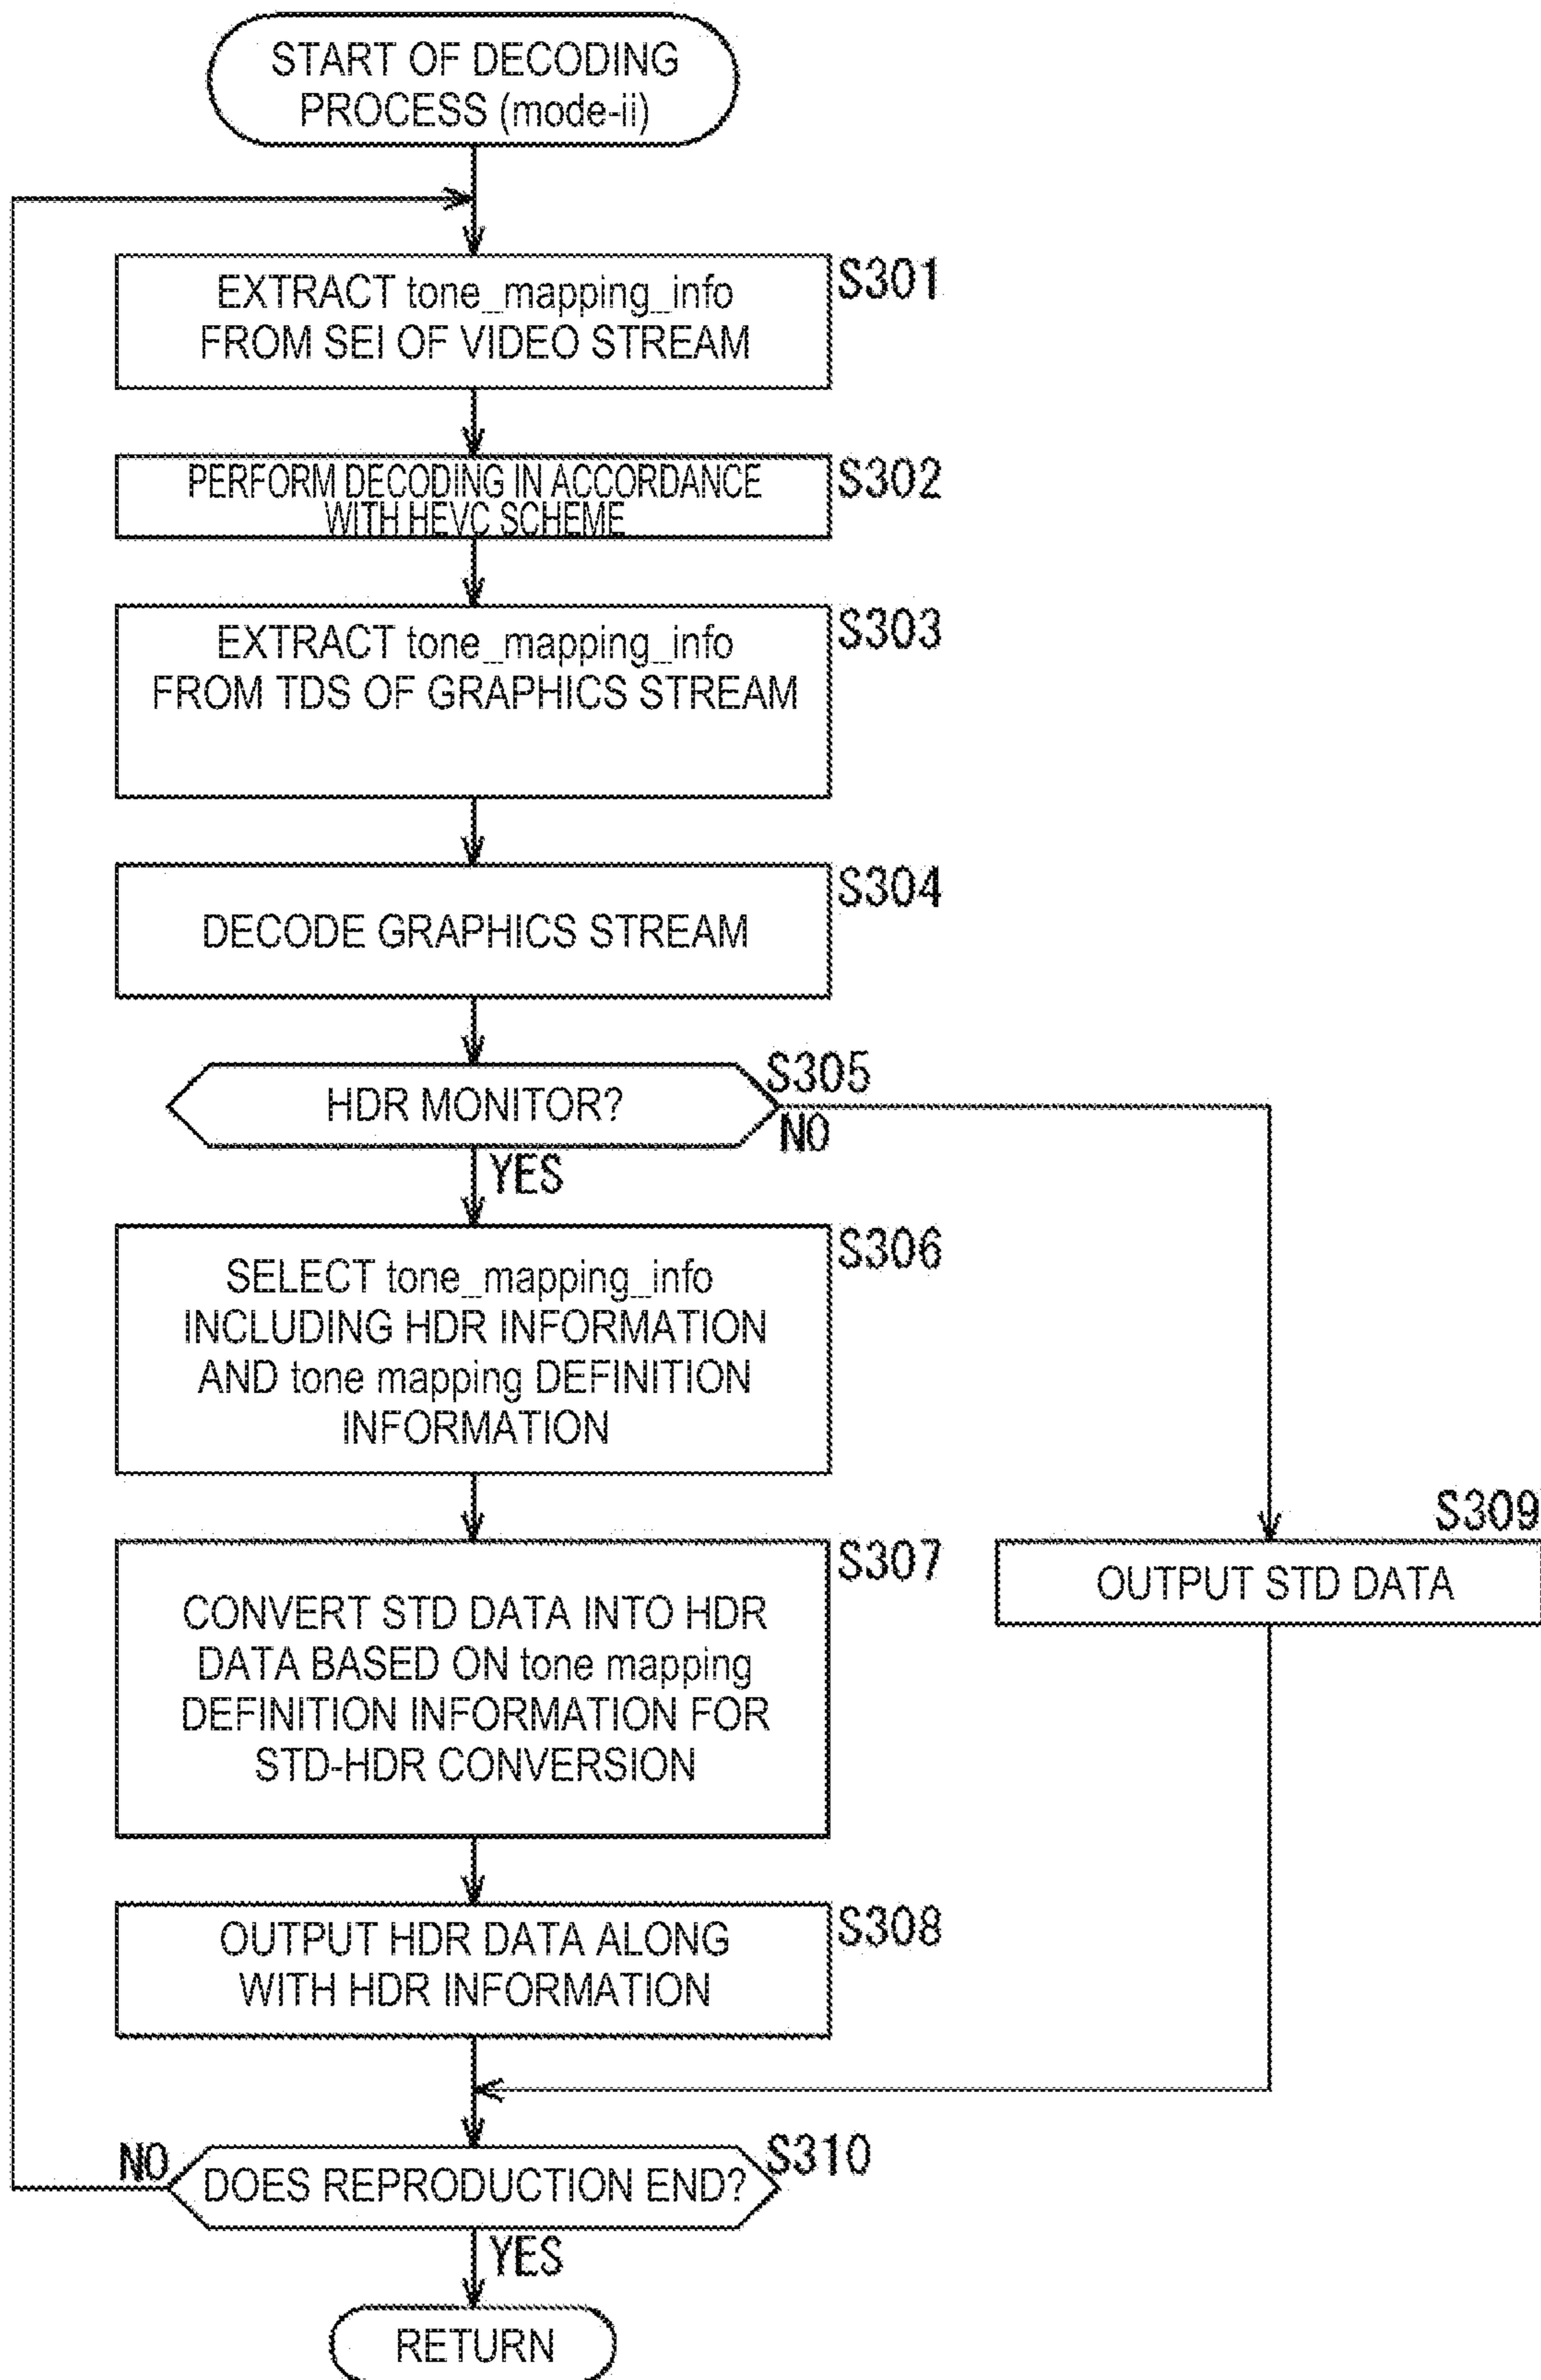 START OF DECODING
PROCESS (mode-ii)
EXTRACT tone_mapping_info
FROM SEI OF VIDEO STREAM
S301
PERFORM DECODING IN ACCORDANCE
WITH HEVC SCHEME
S302
EXTRACT tone_mapping_info
FROM TDS OF GRAPHICS STREAM
S303
DECODE GRAPHICS STREAM
S304
HDR MONITOR?
S305
NO
YES
SELECT tone_mapping_info
INCLUDING HDR INFORMATION
AND tone mapping DEFINITION
INFORMATION
S306
CONVERT STD DATA INTO HDR
DATA BASED ON tone mapping
DEFINITION INFORMATION FOR
STD-HDR CONVERSION
S307
S309
OUTPUT STD DATA
OUTPUT HDR DATA ALONG
WITH HDR INFORMATION
S308
NO
DOES REPRODUCTION END?
S310
YES
RETURN